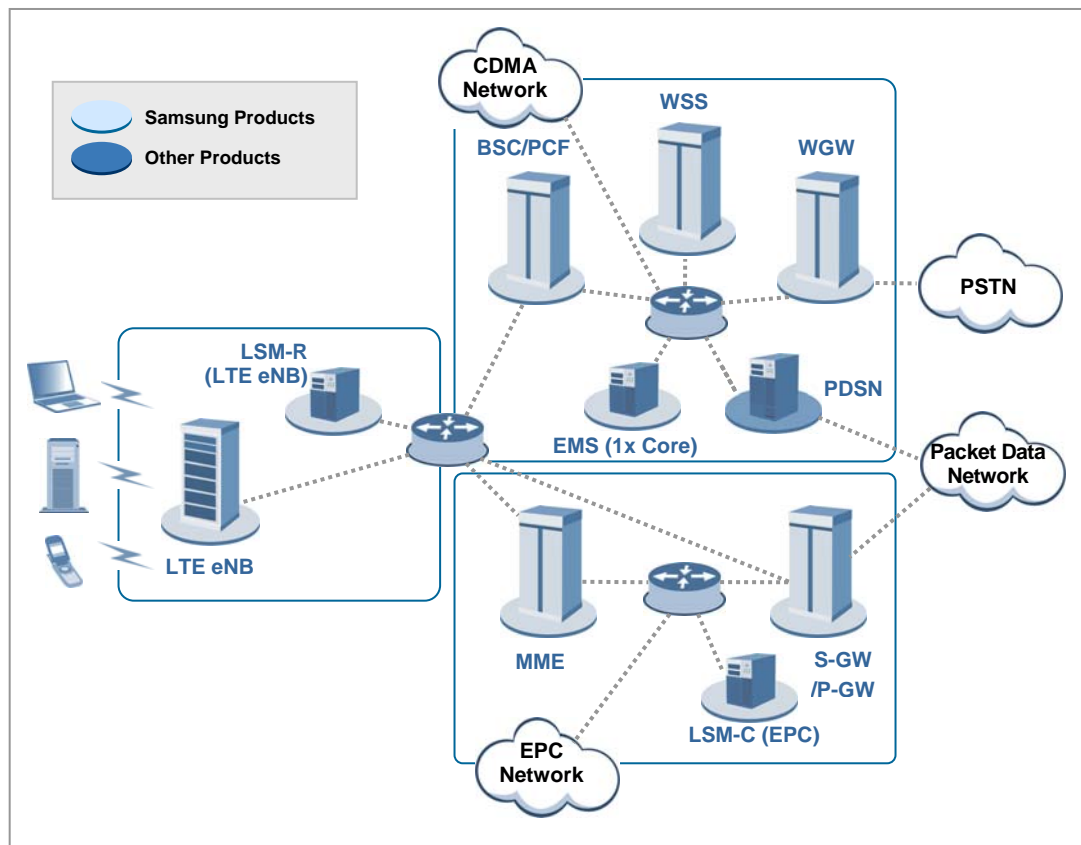 CDMA
Network
Samsung Products
Other Products
WSS
BSC/PCF
WGW
PSTN
LSM-R
(LTE eNB)
PDSN
EMS (1x Core)
Packet Data
Network
LTE eNB
MME
S-GW
/P-GW
LSM-C (EPC)
EPC
Network